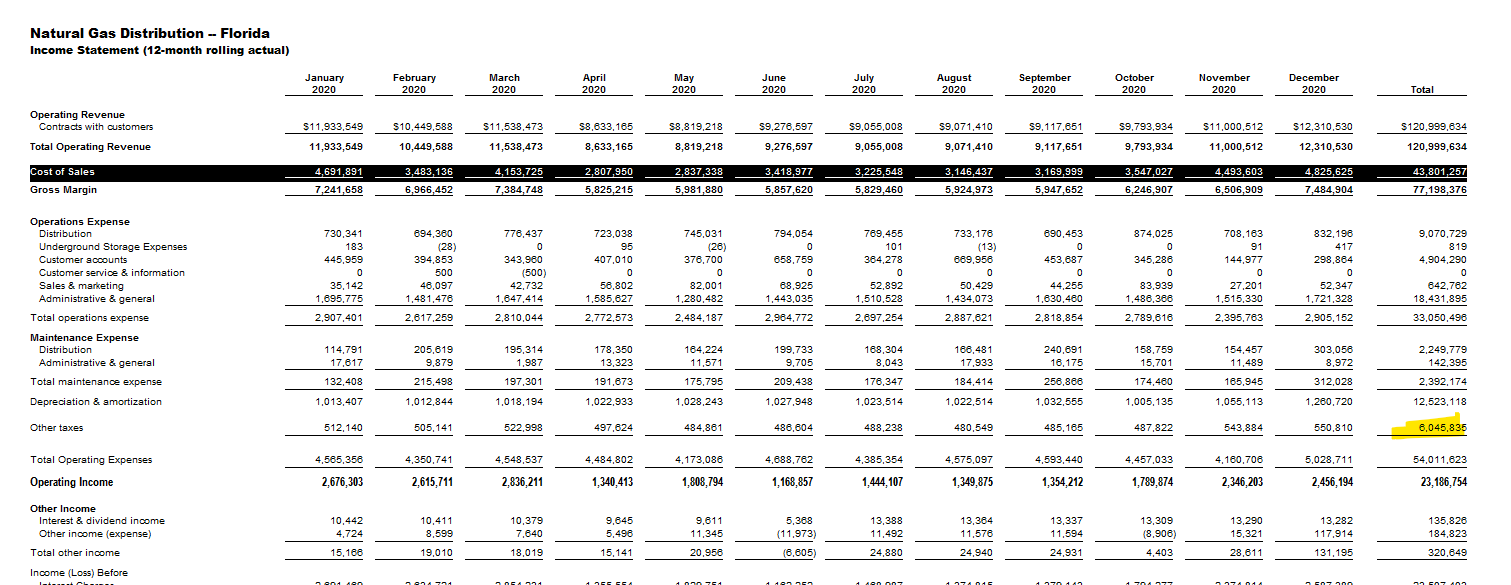 Natural Gas Distribution -- Florida
Income Statement (12-month rolling actual)
January February March April May June July August September October November December
2020 2020 2020 2020 2020 2020 2020 2020 2020 2020 2020 2020 Total
Operating Revenue
Contracts with customers $11,933,549 $10,449,588 $11,538,473 $8,633,165 $8,819,218 $9,276,597 $9,055,008 $9,071,410 $9,117,651 $9,793,934 $11,000,512 $12,310,530 $120,999,634
Total Operating Revenue 11,933,549 10,449,588 11,538,473 8,633,165 8,819,218 9,276,597 9,055,008 9,071,410 9,117,651 9,793,934 11,000,512 12,310,530 120,999,634
Cost of Sales 4,691,891 3,483,136 4,153,725 2,807,950 2,837,338 3,418,977 3,225,548 3,146,437 3,169,999 3,547,027 4,493,603 4,825,625 43,801,257
Gross Margin 7,241,658 6,966,452 7,384,748 5,825,215 5,981,880 5,857,620 5,829,460 5,924,973 5,947,652 6,246,907 6,506,909 7,484,904 77,198,376
Operations Expense
Distribution 730,341 694,360 776,437 723,038 745,031 794,054 769,455 733,176 690,453 874,025 708,163 832,196 9,070,729
Underground Storage Expenses 183 (28) 0 95 (26) 0 101 (13) 0 0 91 417 819
Customer accounts 445,959 394,853 343,960 407,010 376,700 658,759 364,278 669,956 453,687 345,286 144,977 298,864 4,904,290
Customer service & information 0 500 (500) 0 0 0 0 0 0 0 0 0 0
Sales & marketing 35,142 46,097 42,732 56,802 82,001 68,925 52,892 50,429 44,255 83,939 27,201 52,347 642,762
Administrative & general 1,695,775 1,481,476 1,647,414 1,585,627 1,280,482 1,443,035 1,510,528 1,434,073 1,630,460 1,486,366 1,515,330 1,721,328 18,431,895
Total operations expense 2,907,401 2,617,259 2,810,044 2,772,573 2,484,187 2,964,772 2,697,254 2,887,621 2,818,854 2,789,616 2,395,763 2,905,152 33,050,496
Maintenance Expense
Distribution 114,791 205,619 195,314 178,350 164,224 199,733 168,304 166,481 240,691 158,759 154,457 303,056 2,249,779
Administrative & general 17,617 9,879 1,987 13,323 11,571 9,705 8,043 17,933 16,175 15,701 11,489 8,972 142,395
Total maintenance expense 132,408 215,498 197,301 191,673 175,795 209,438 176,347 184,414 256,866 174,460 165,945 312,028 2,392,174
Depreciation & amortization 1,013,407 1,012,844 1,018,194 1,022,933 1,028,243 1,027,948 1,023,514 1,022,514 1,032,555 1,005,135 1,055,113 1,260,720 12,523,118
Other taxes 512,140 505,141 522,998 497,624 484,861 486,604 488,238 480,549 485,165 487,822 543,884 550,810 6,045,835
Total Operating Expenses 4,565,356 4,350,741 4,548,537 4,484,802 4,173,086 4,688,762 4,385,354 4,575,097 4,593,440 4,457,033 4,160,706 5,028,711 54,011,623
Operating Income 2,676,303 2,615,711 2,836,211 1,340,413 1,808,794 1,168,857 1,444,107 1,349,875 1,354,212 1,789,874 2,346,203 2,456,194 23,186,754
Other Income
Interest & dividend income 10,442 10,411 10,379 9,645 9,611 5,368 13,388 13,364 13,337 13,309 13,290 13,282 135,826
Other income (expense) 4,724 8,599 7,640 5,496 11,345 (11,973) 11,492 11,576 11,594 (8,906) 15,321 117,914 184,823
Total other income 15,166 19,010 18,019 15,141 20,956 (6,605) 24,880 24,940 24,931 4,403 28,611 131,195 320,649
Income (Loss) Before